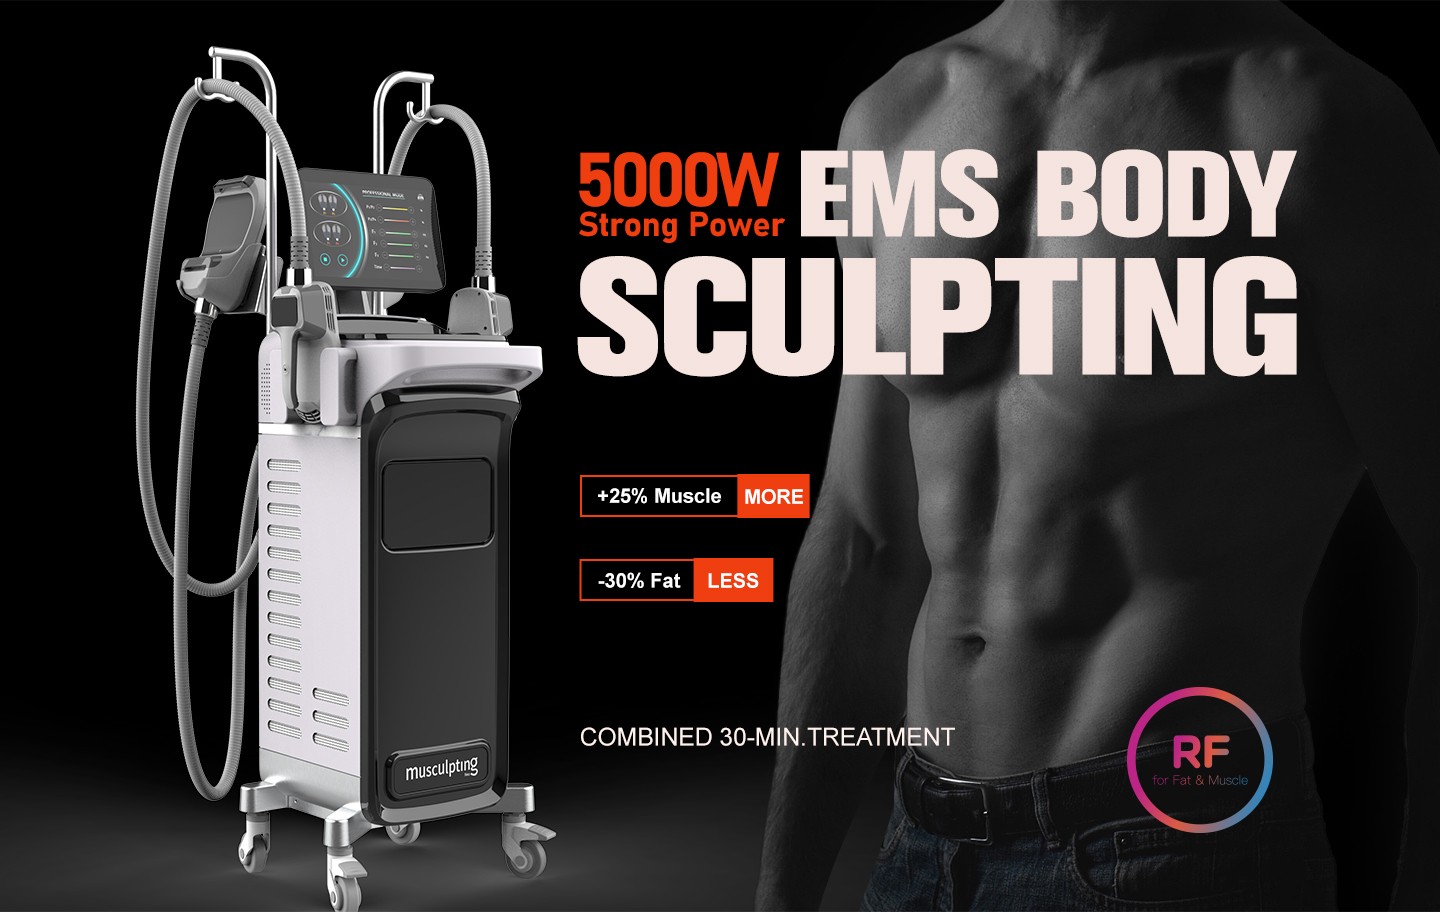 PROFESSIONAL MODE
5000W
Strong Power
EMS BODY
SCULPTING
+25% Muscle MORE
-30% Fat LESS
COMBINED 30-MIN.TREATMENT
RF
for Fat & Muscle
musculpting